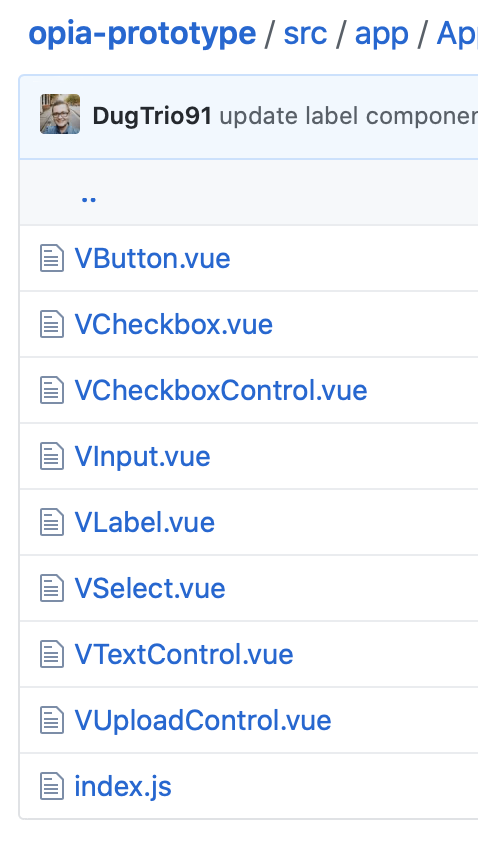 opia-prototype / src / app / App
DugTrio91 update label componen
..
VButton.vue
VCheckbox.vue
VCheckboxControl.vue
VInput.vue
VLabel.vue
VSelect.vue
VTextControl.vue
VUploadControl.vue
index.js